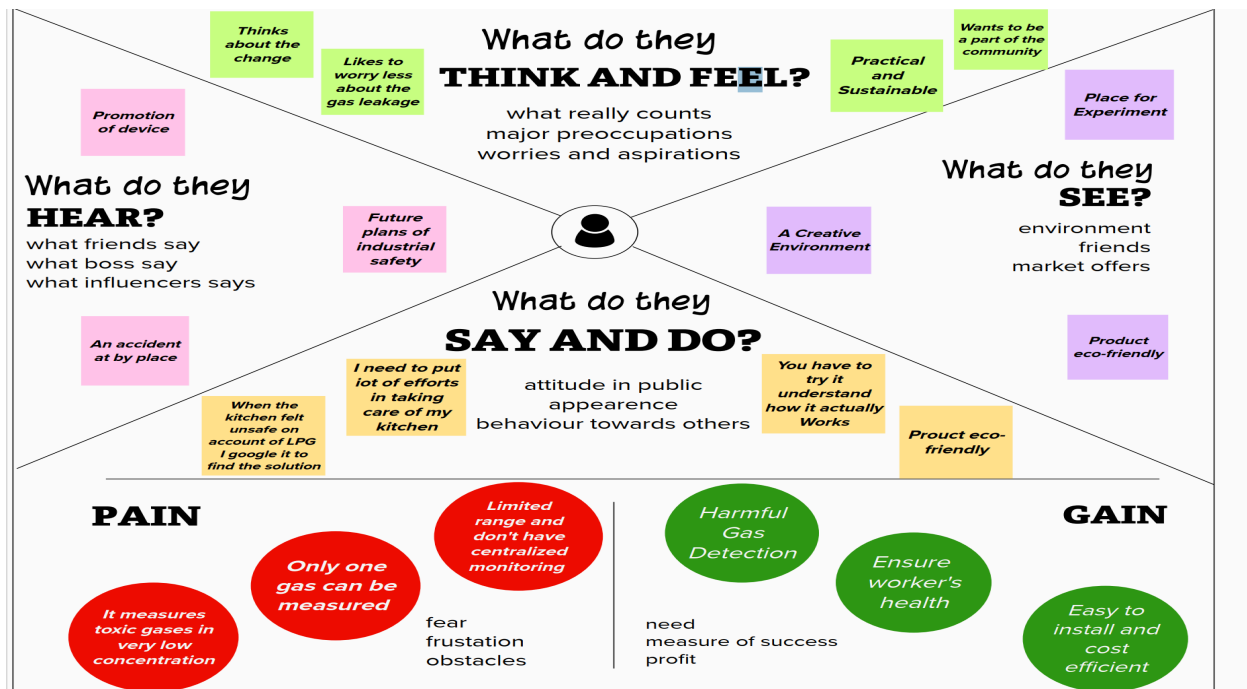 Thinks
about the
change
Likes to
worry less
about the
gas leakage
What do they
THINK AND FEEL?
what really counts
major preoccupations
worries and aspirations
Practical
and
Sustainable
Wants to be
a part of the
community
Promotion
of device
What do they
HEAR?
what friends say
what boss say
what influencers says
Future
plans of
industrial
safety
An accident
at by place
Place for
Experiment
What do they
SEE?
environment
friends
market offers
A Creative
Environment
Product
eco-friendly
What do they
SAY AND DO?
attitude in public
appearence
behaviour towards others
When the
kitchen felt
unsafe on
account of LPG
I google it to
find the solution
I need to put
iot of efforts
in taking
care of my
kitchen
You have to
try it
understand
how it actually
Works
Prouct eco-
friendly
PAIN
It measures
toxic gases in
very low
concentration
Only one
gas can be
measured
Limited
range and
don't have
centralized
monitoring
fear
frustation
obstacles
GAIN
Harmful
Gas
Detection
Ensure
worker's
health
Easy to
install and
cost
efficient
need
measure of success
profit